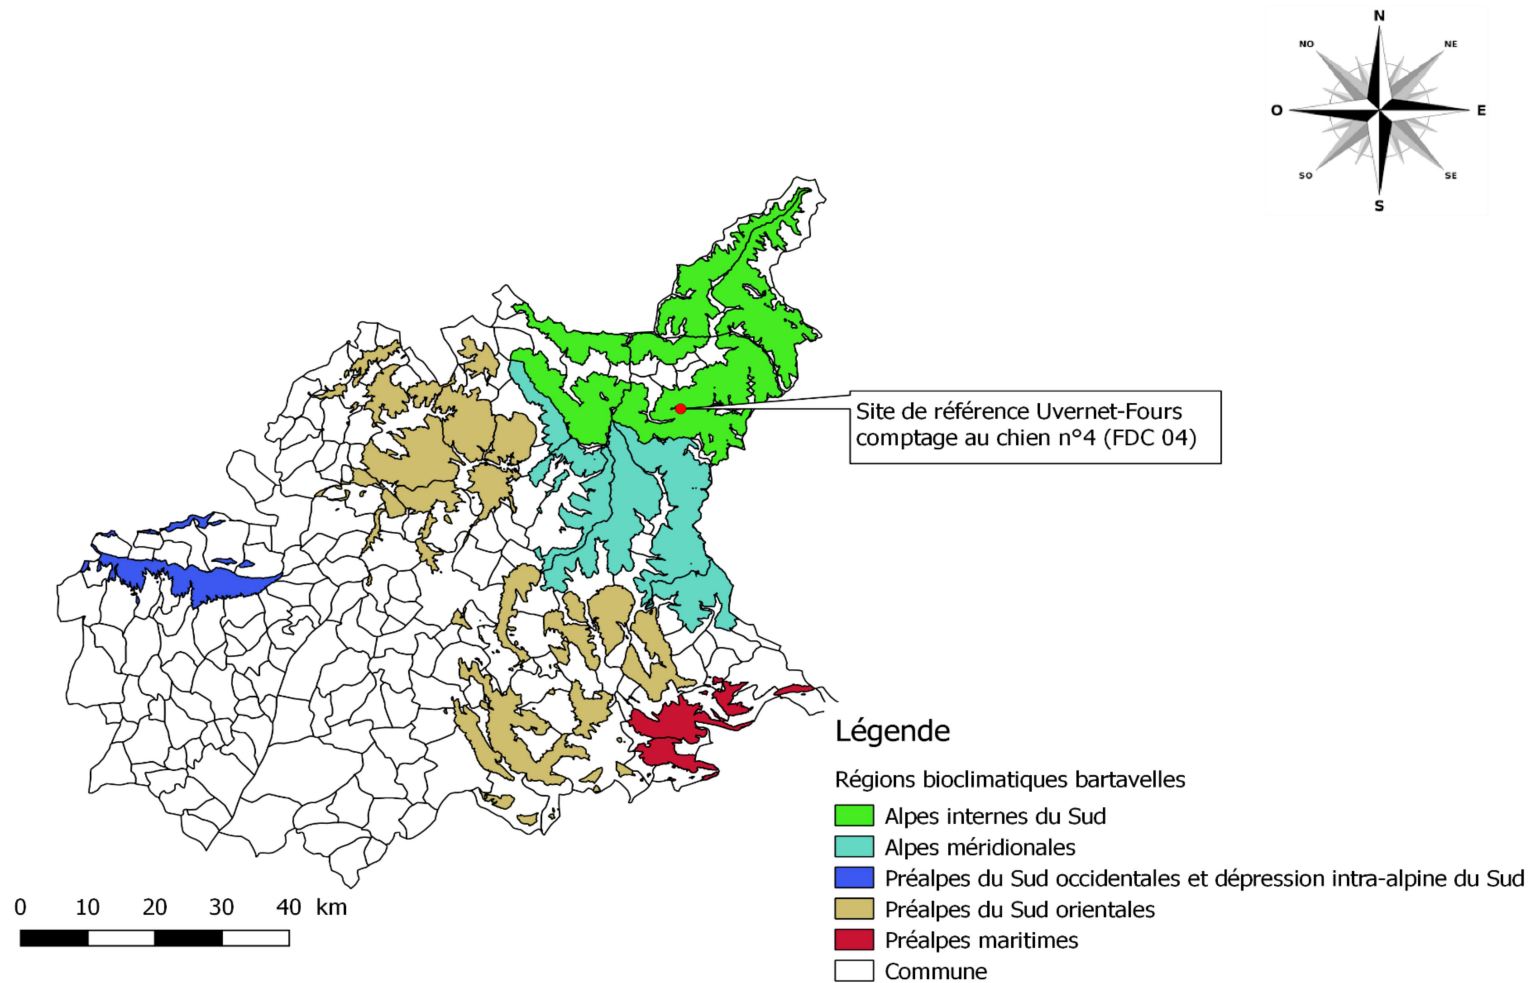 N
NO
NE
O
E
SO
SE
S
Site de référence Uvernet-Fours
comptage au chien n°4 (FDC 04)
Légende
Régions bioclimatiques bartavelles
Alpes internes du Sud
Alpes méridionales
Préalpes du Sud occidentales et dépression intra-alpine du Sud
Préalpes du Sud orientales
Préalpes maritimes
Commune
0 10 20 30 40 km